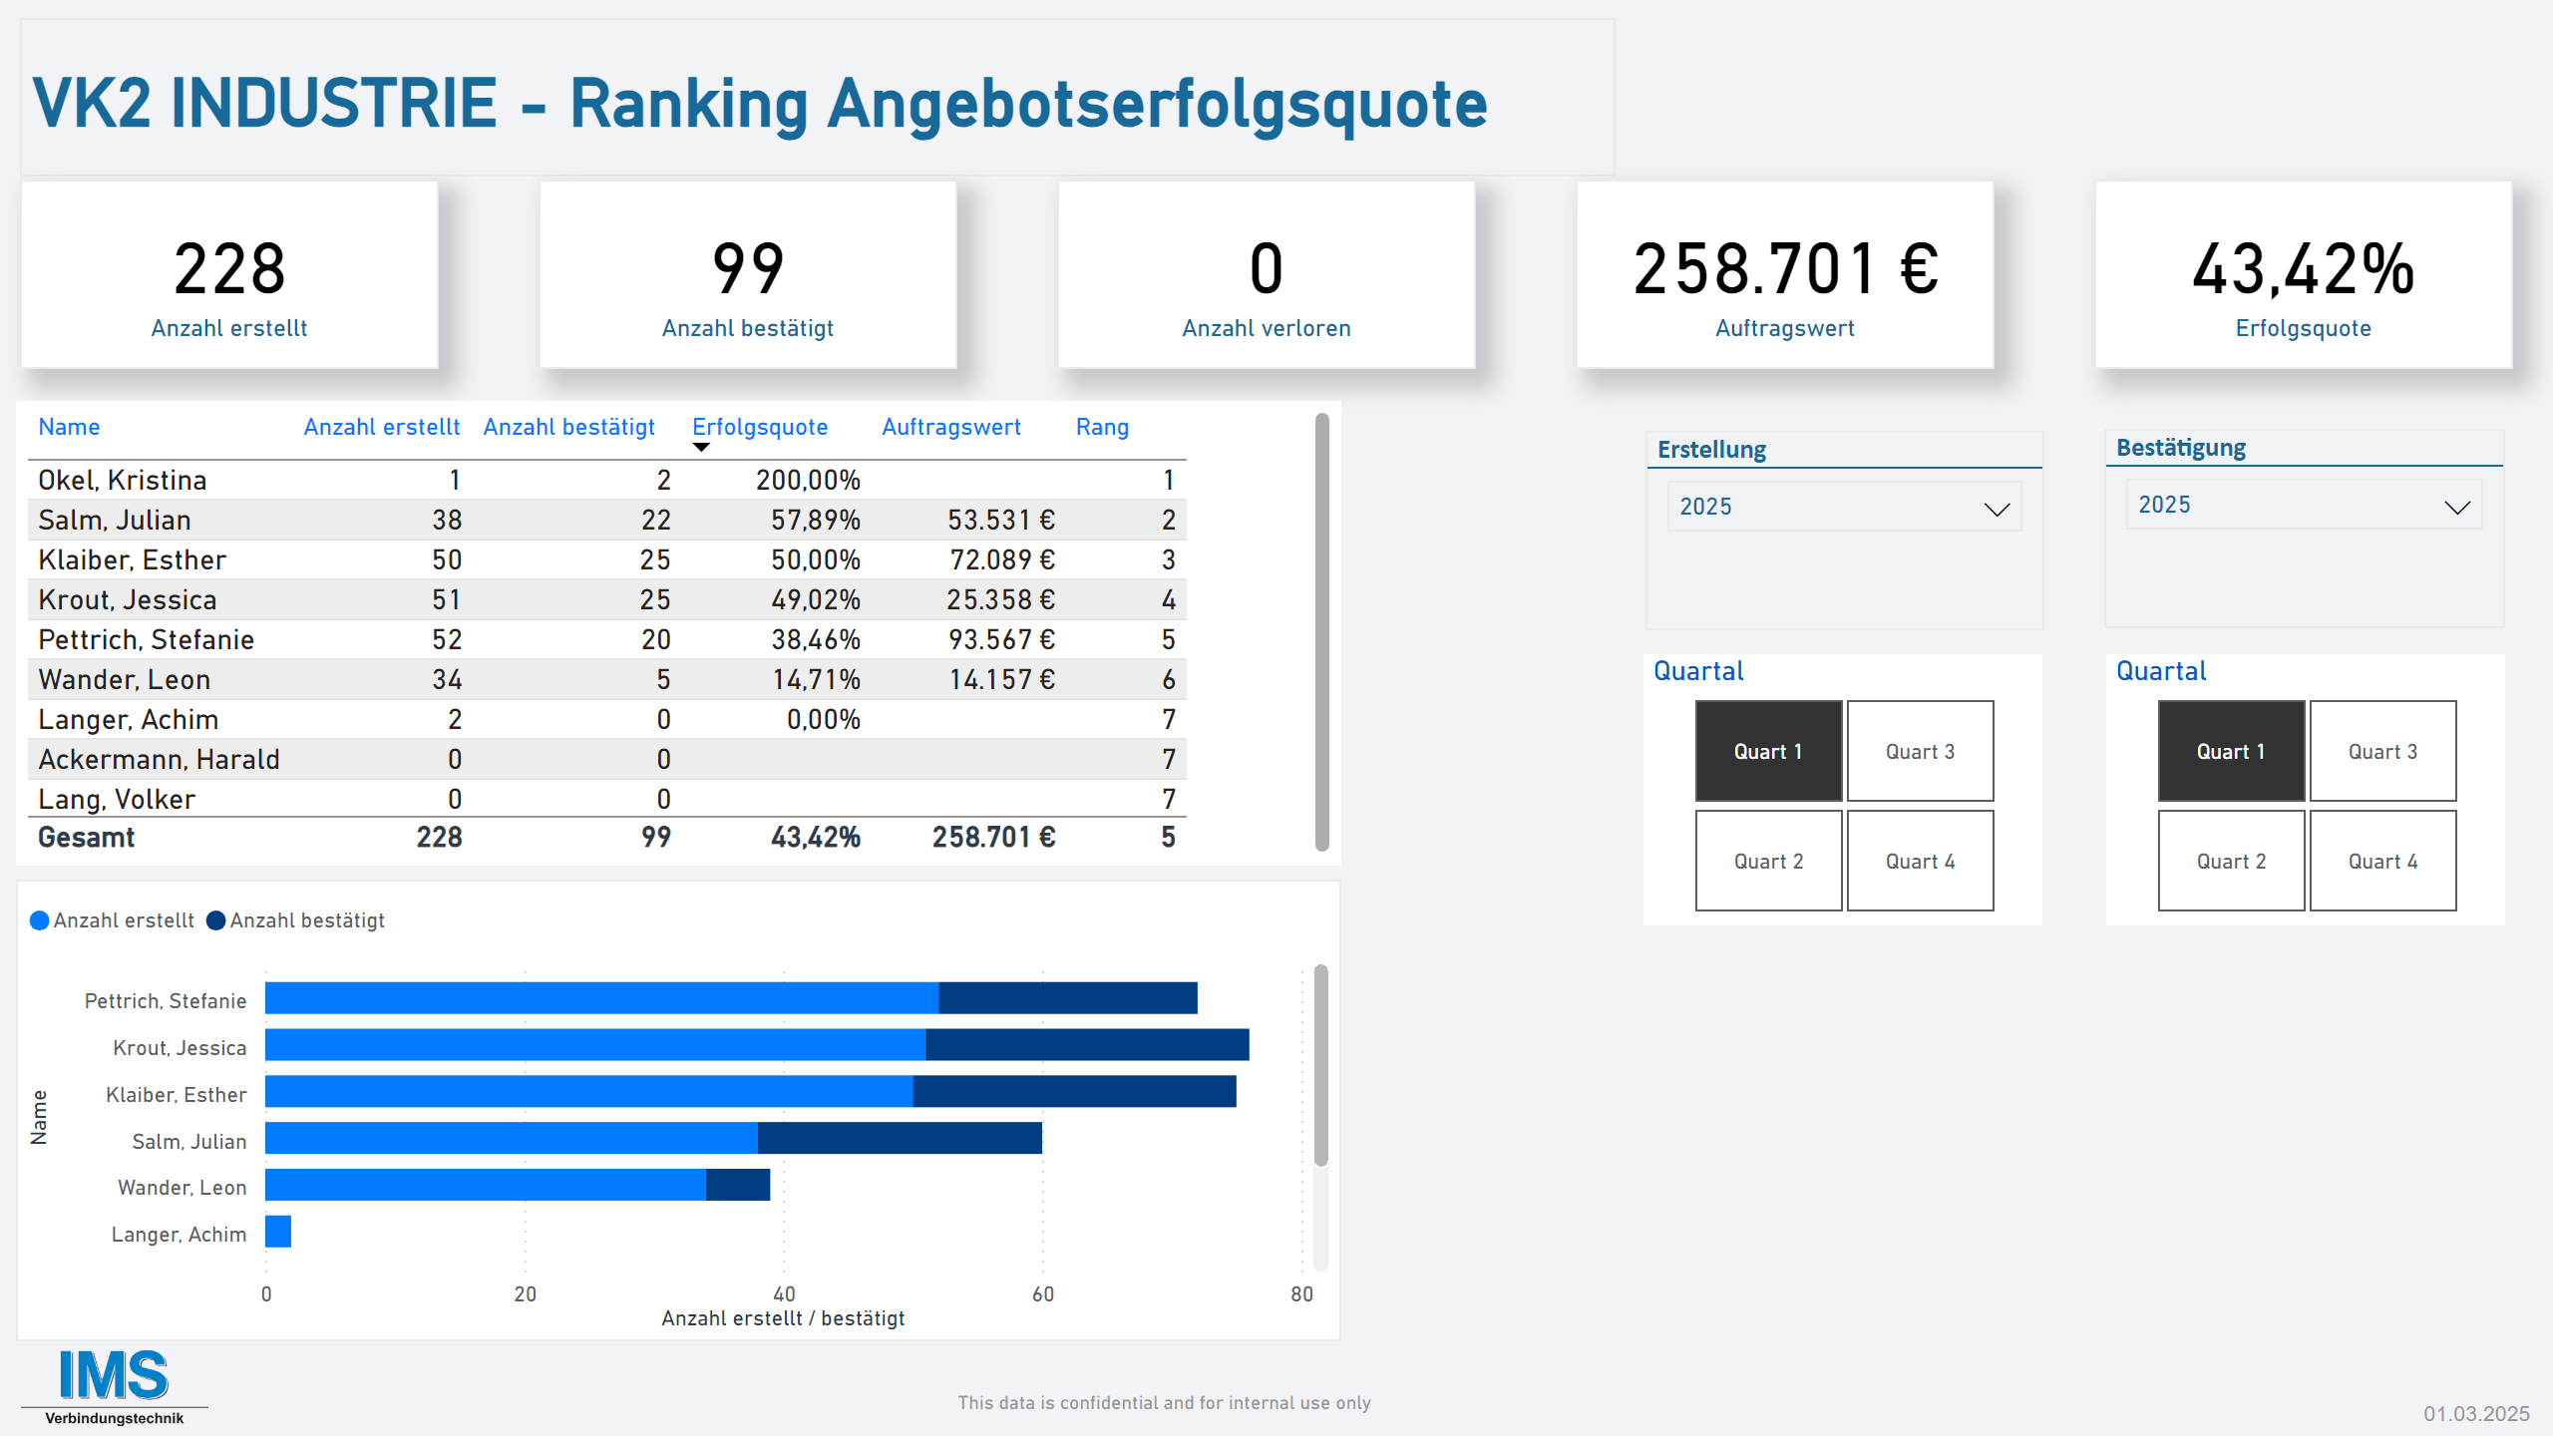 VK2 INDUSTRIE - Ranking Angebotserfolgsquote
228
Anzahl erstellt
99
Anzahl bestätigt
0
Anzahl verloren
258.701 €
Auftragswert
43,42%
Erfolgsquote
Name Anzahl erstellt Anzahl bestätigt Erfolgsquote Auftragswert Rang
Okel, Kristina 1 2 200,00% 1
Salm, Julian 38 22 57,89% 53.531 € 2
Klaiber, Esther 50 25 50,00% 72.089 € 3
Krout, Jessica 51 25 49,02% 25.358 € 4
Pettrich, Stefanie 52 20 38,46% 93.567 € 5
Wander, Leon 34 5 14,71% 14.157 € 6
Langer, Achim 2 0 0,00% 7
Ackermann, Harald 0 0 7
Lang, Volker 0 0 7
Gesamt 228 99 43,42% 258.701 € 5
Erstellung
2025
Bestätigung
2025
Quartal
Quart 1 Quart 3
Quart 2 Quart 4
Quartal
Quart 1 Quart 3
Quart 2 Quart 4
Anzahl erstellt Anzahl bestätigt
Name
Pettrich, Stefanie
Krout, Jessica
Klaiber, Esther
Salm, Julian
Wander, Leon
Langer, Achim
0 20 40 60 80
Anzahl erstellt / bestätigt
IMS
Verbindungstechnik
This data is confidential and for internal use only
01.03.2025